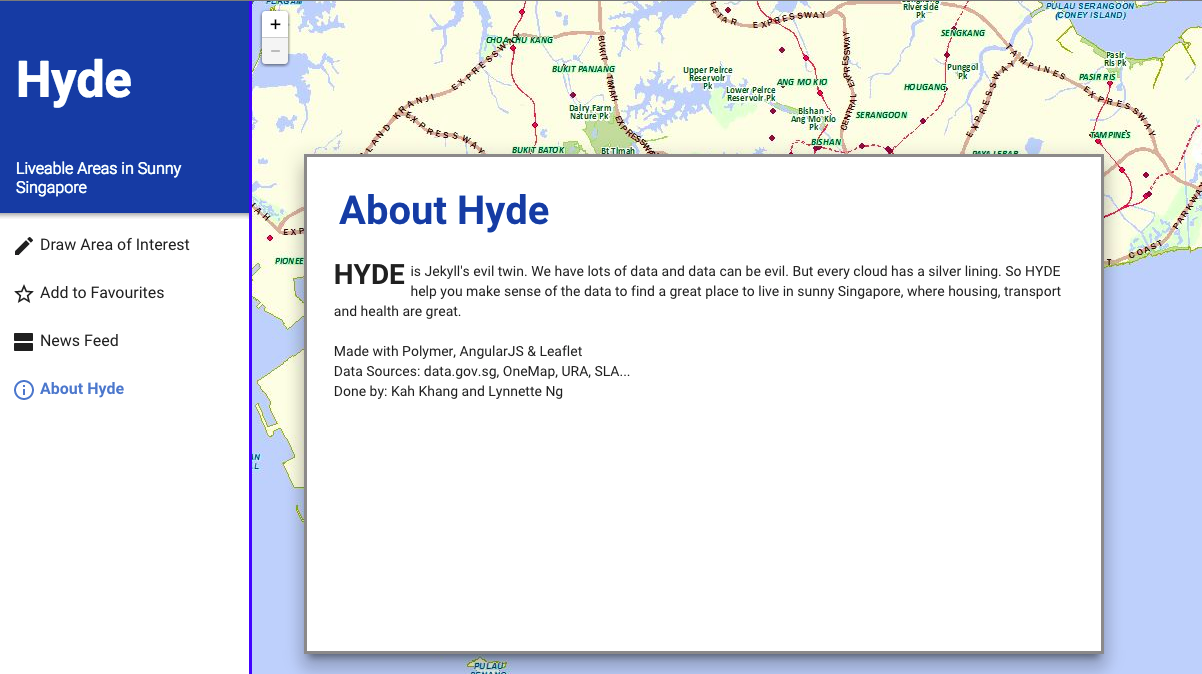 Hyde
Liveable Areas in Sunny
Singapore
Draw Area of Interest
Add to Favourites
News Feed
About Hyde
+
−
About Hyde
HYDE is Jekyll's evil twin. We have lots of data and data can be evil. But every cloud has a silver lining. So HYDE
help you make sense of the data to find a great place to live in sunny Singapore, where housing, transport
and health are great.
Made with Polymer, AngularJS & Leaflet
Data Sources: data.gov.sg, OneMap, URA, SLA...
Done by: Kah Khang and Lynnette Ng
EXPRESSWAY
Riverside
Pk
PULAU SERANGOON
(CONEY ISLAND)
CHOA CHU KANG
SENGKANG
BUKIT PANJANG
BUKIT TIMAH EXPRESSWAY
Upper Peirce
Reservoir
Pk
Lower Peirce
Reservoir Pk
ANG MO KIO
CENTRAL EXPRESSWAY
Punggol
Pk
Pasir
Ris Pk
PASIR RIS
TAMPINES EXPRESSWAY
HOUGANG
KRANJI EXPRESSWAY
Dairy Farm
Nature Pk
Bishan -
Ang Mo Kio
Pk
SERANGOON
EXPRESSWAY
EXPRESSWAY
TAMPINES
BUKIT BATOK
Bt Timah
BISHAN
PAYA LEBAR
COAST PARKWAY
PIONEE
EXP
PULAU